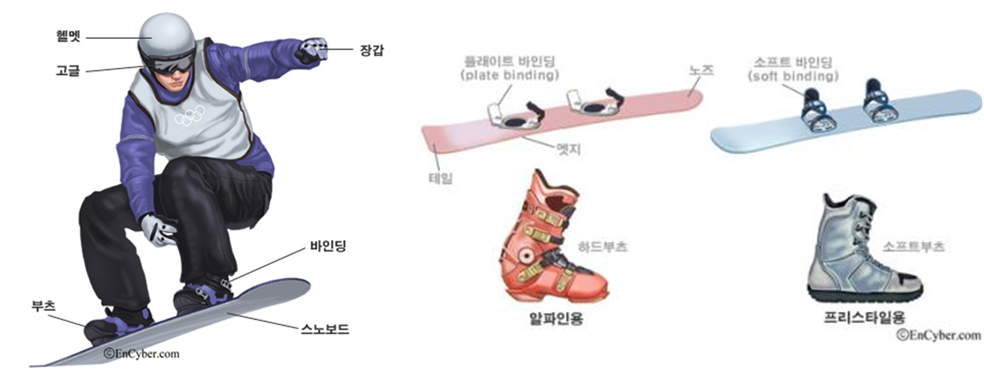 헬멧
고글
장갑
바인딩
부츠
스노보드
©EnCyber.com
플레이트 바인딩
(plate binding)
노즈
엣지
테일
소프트 바인딩
(soft binding)
하드부츠
알파인용
소프트부츠
프리스타일용
©EnCyber.com